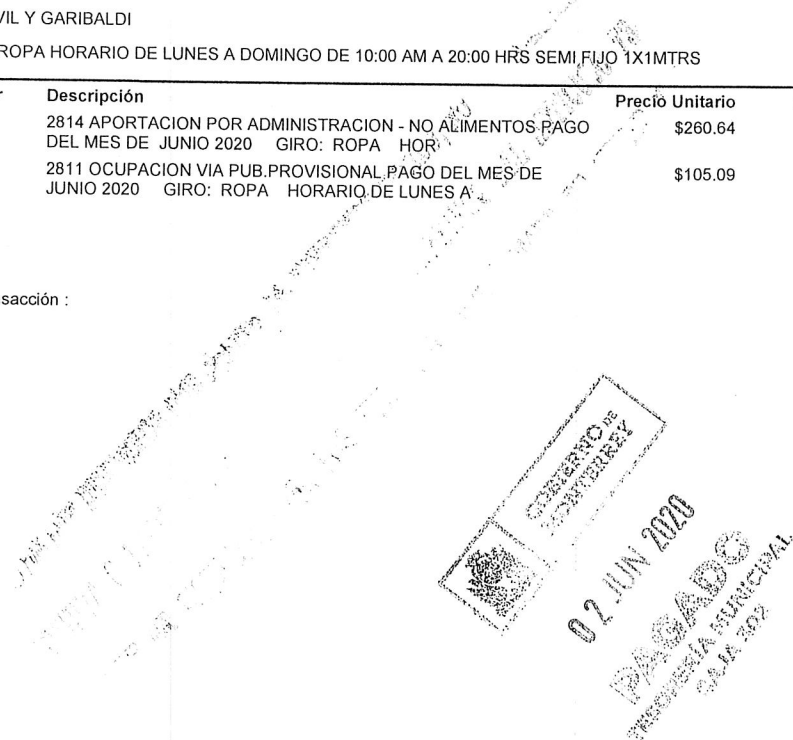 VIL Y GARIBALDI
ROPA HORARIO DE LUNES A DOMINGO DE 10:00 AM A 20:00 HRS SEMI FIJO 1X1MTRS
Descripción Precio Unitario
2814 APORTACION POR ADMINISTRACION - NO ALIMENTOS PAGO $260.64
DEL MES DE JUNIO 2020 GIRO: ROPA HOR
2811 OCUPACION VIA PUB.PROVISIONAL PAGO DEL MES DE $105.09
JUNIO 2020 GIRO: ROPA HORARIO DE LUNES A
sacción :
GOBIERNO DE
MONTERREY
02 JUN 2020
PAGADO
TESORERÍA MUNICIPAL
CAJA 302